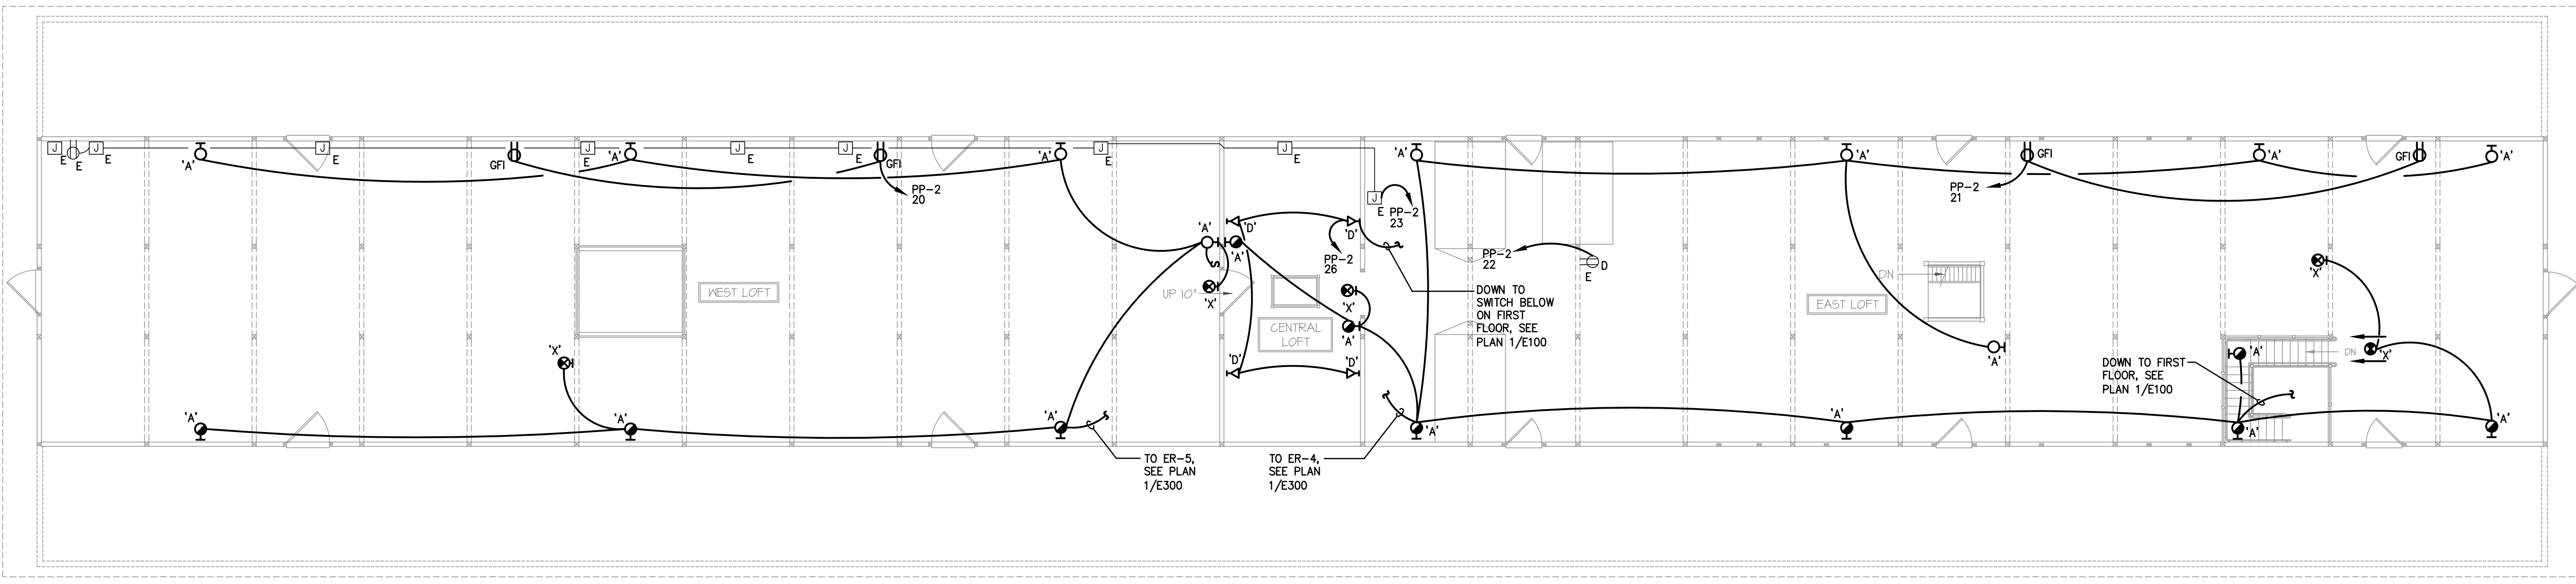 J
E
E
J
E
'A'
J
E
GFI
J
E
'A'
J
E
J
E
GFI
PP-2
20
'A'
J
E
J
E
'A'
J
E
PP-2
23
'A'
GFI
PP-2
21
'A'
GFI
'A'
'D'
'D'
'A'
'A'
S
PP-2
26
PP-2
22
D
E
DOWN TO
SWITCH BELOW
ON FIRST
FLOOR, SEE
PLAN 1/E100
WEST LOFT
UP 10"
'X'
'X'
CENTRAL
LOFT
'A'
'D'
'D'
DN
EAST LOFT
'A'
'X'
'X'
DN
'A'
DOWN TO FIRST
FLOOR, SEE
PLAN 1/E100
'X'
'A'
'A'
'A'
'A'
'A'
'A'
'A'
TO ER-5,
SEE PLAN
1/E300
TO ER-4,
SEE PLAN
1/E300